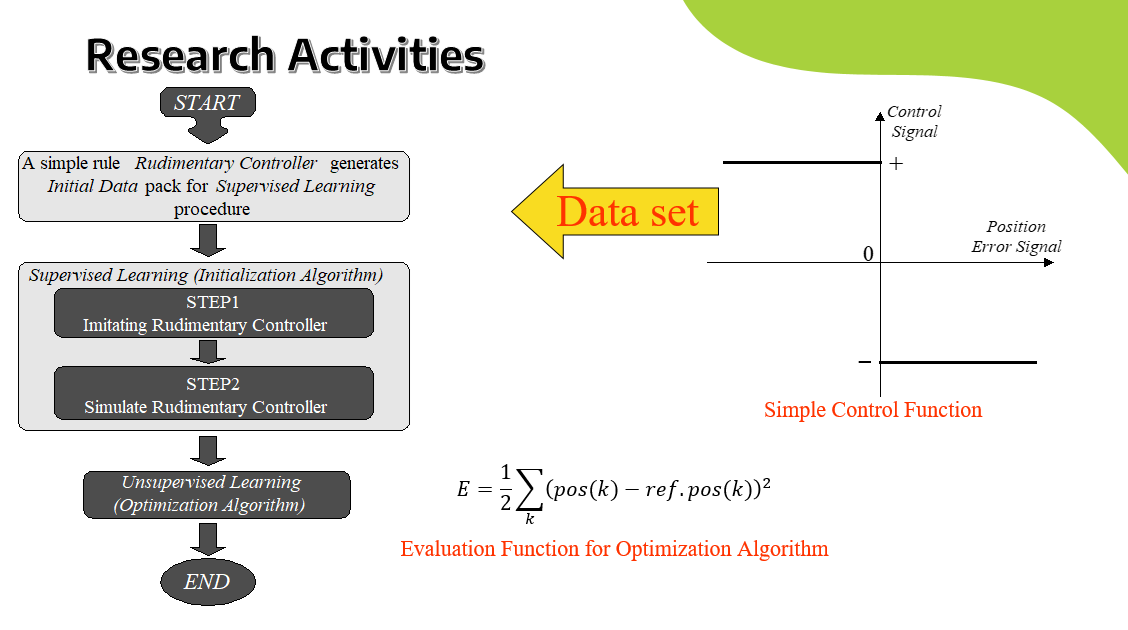 Research Activities
START
A simple rule Rudimentary Controller generates
Initial Data pack for Supervised Learning
procedure
Supervised Learning (Initialization Algorithm)
STEP1
Imitating Rudimentary Controller
STEP2
Simulate Rudimentary Controller
Unsupervised Learning
(Optimization Algorithm)
END
Data set
Control
Signal
+
Position
Error Signal
0
−
Simple Control Function
E = 1/2 ∑_k (pos(k) − ref.pos(k))²
Evaluation Function for Optimization Algorithm